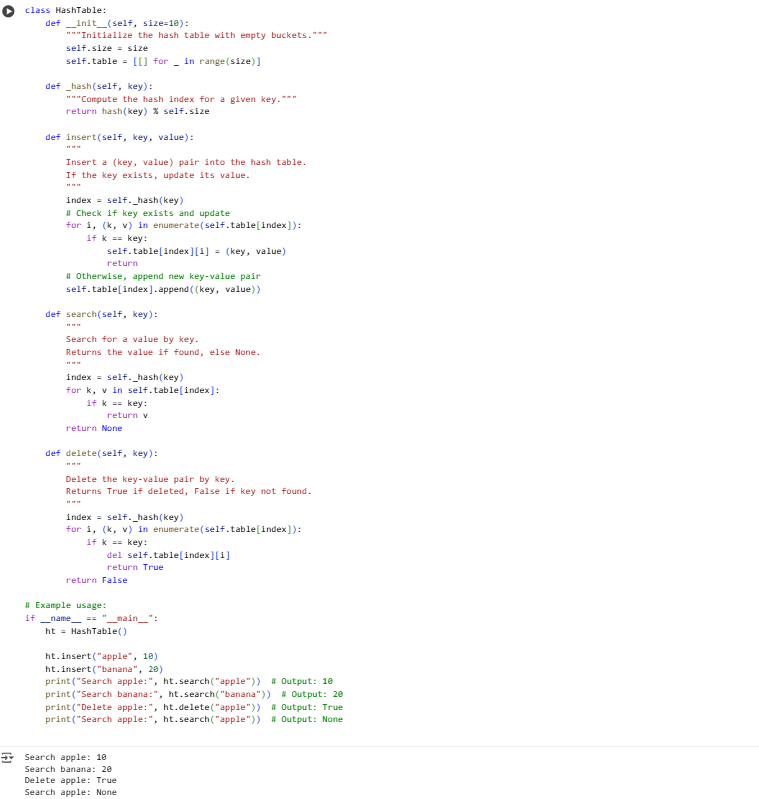 class HashTable:
    def __init__(self, size=10):
        """Initialize the hash table with empty buckets."""
        self.size = size
        self.table = [[] for _ in range(size)]

    def _hash(self, key):
        """Compute the hash index for a given key."""
        return hash(key) % self.size

    def insert(self, key, value):
        """
        Insert a (key, value) pair into the hash table.
        If the key exists, update its value.
        """
        index = self._hash(key)
        # Check if key exists and update
        for i, (k, v) in enumerate(self.table[index]):
            if k == key:
                self.table[index][i] = (key, value)
                return
        # Otherwise, append new key-value pair
        self.table[index].append((key, value))

    def search(self, key):
        """
        Search for a value by key.
        Returns the value if found, else None.
        """
        index = self._hash(key)
        for k, v in self.table[index]:
            if k == key:
                return v
        return None

    def delete(self, key):
        """
        Delete the key-value pair by key.
        Returns True if deleted, False if key not found.
        """
        index = self._hash(key)
        for i, (k, v) in enumerate(self.table[index]):
            if k == key:
                del self.table[index][i]
                return True
        return False

# Example usage:
if __name__ == "__main__":
    ht = HashTable()

    ht.insert("apple", 10)
    ht.insert("banana", 20)
    print("Search apple:", ht.search("apple"))  # Output: 10
    print("Search banana:", ht.search("banana"))  # Output: 20
    print("Delete apple:", ht.delete("apple"))  # Output: True
    print("Search apple:", ht.search("apple"))  # Output: None

Search apple: 10
Search banana: 20
Delete apple: True
Search apple: None